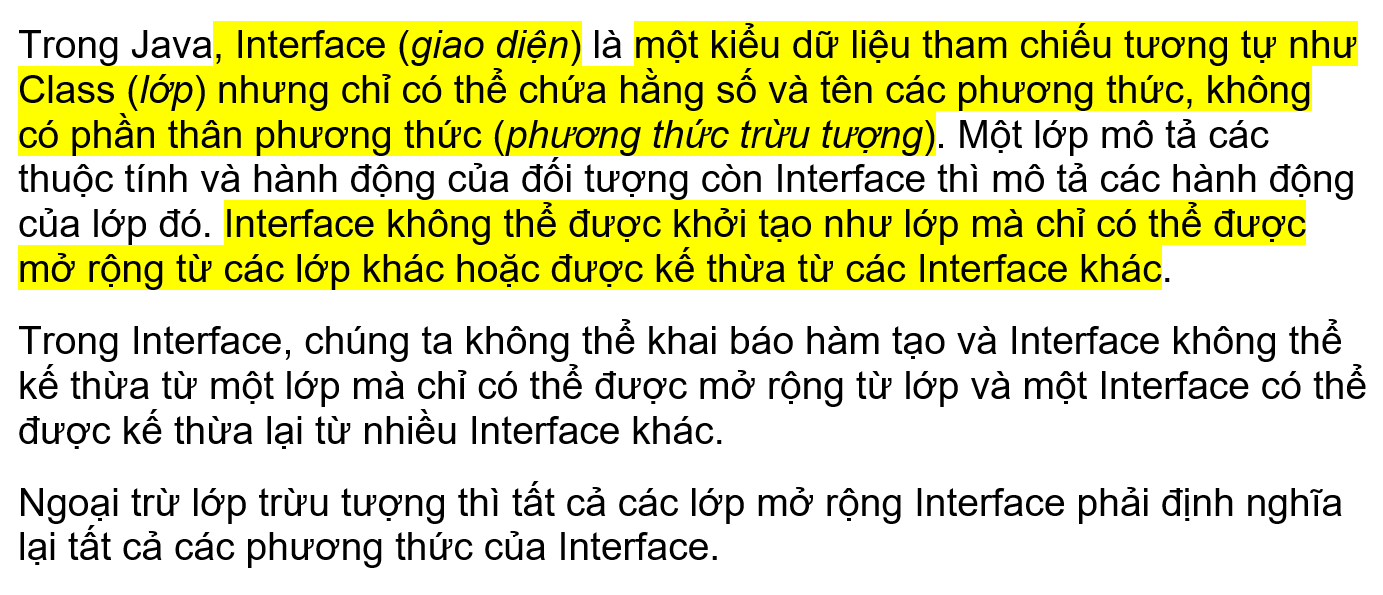 Trong Java, Interface (giao diện) là một kiểu dữ liệu tham chiếu tương tự như
Class (lớp) nhưng chỉ có thể chứa hằng số và tên các phương thức, không
có phần thân phương thức (phương thức trừu tượng). Một lớp mô tả các
thuộc tính và hành động của đối tượng còn Interface thì mô tả các hành động
của lớp đó. Interface không thể được khởi tạo như lớp mà chỉ có thể được
mở rộng từ các lớp khác hoặc được kế thừa từ các Interface khác.
Trong Interface, chúng ta không thể khai báo hàm tạo và Interface không thể
kế thừa từ một lớp mà chỉ có thể được mở rộng từ lớp và một Interface có thể
được kế thừa lại từ nhiều Interface khác.
Ngoại trừ lớp trừu tượng thì tất cả các lớp mở rộng Interface phải định nghĩa
lại tất cả các phương thức của Interface.